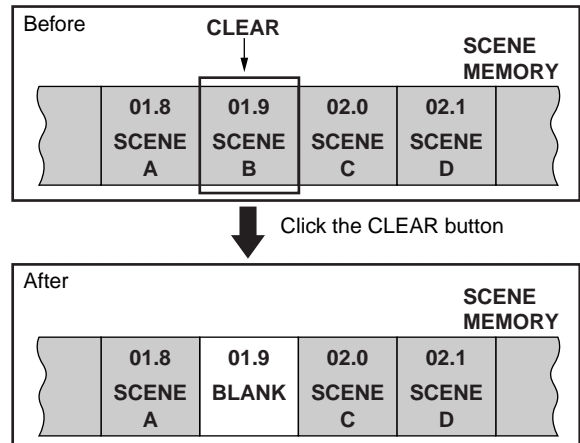 Before
CLEAR
SCENE
MEMORY
01.8 01.9 02.0 02.1
SCENE SCENE SCENE SCENE
A B C D
Click the CLEAR button
After
SCENE
MEMORY
01.8 01.9 02.0 02.1
SCENE BLANK SCENE SCENE
A C D